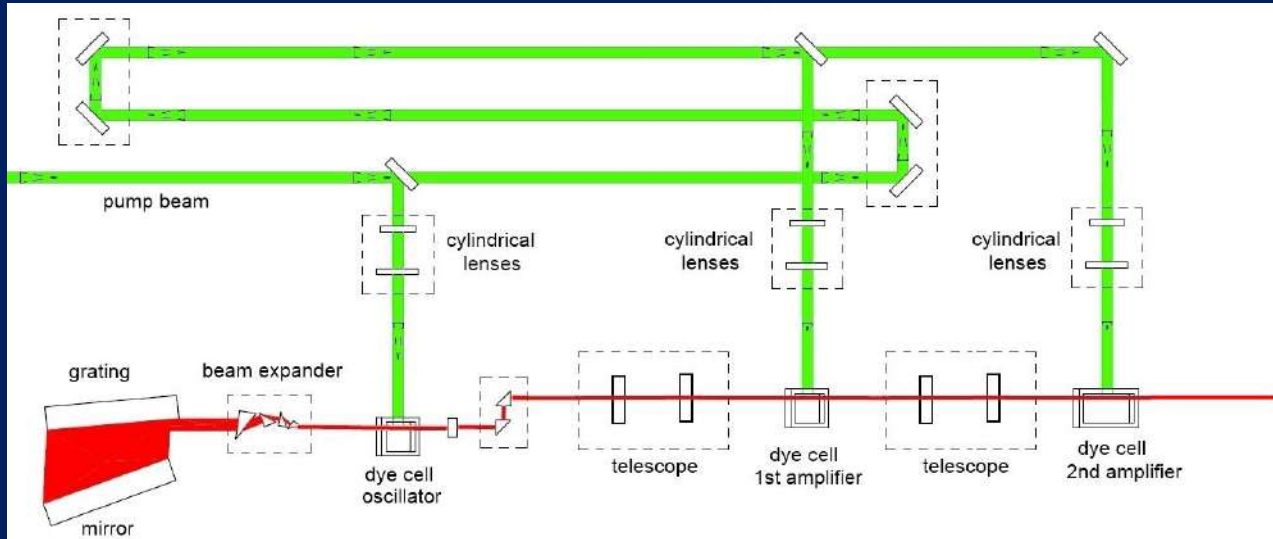 pump beam
cylindrical
lenses
cylindrical
lenses
cylindrical
lenses
grating
beam expander
mirror
dye cell
oscillator
telescope
dye cell
1st amplifier
telescope
dye cell
2nd amplifier